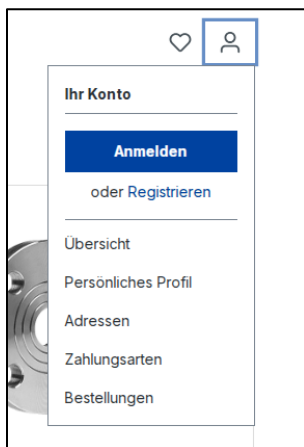 Ihr Konto
Anmelden
oder Registrieren
Übersicht
Persönliches Profil
Adressen
Zahlungsarten
Bestellungen